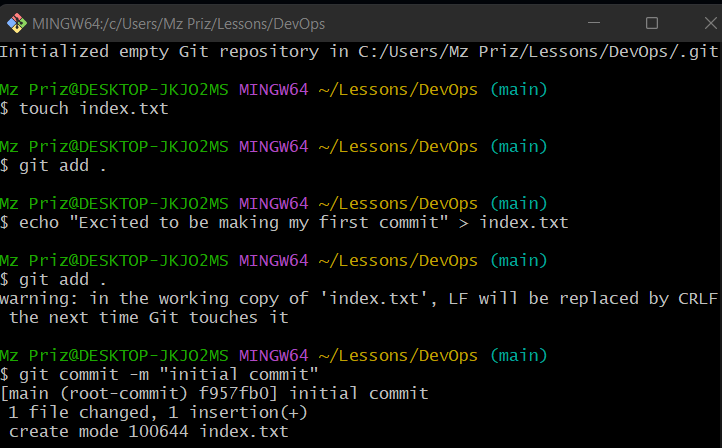 MINGW64:/c/Users/Mz Priz/Lessons/DevOps
Initialized empty Git repository in C:/Users/Mz Priz/Lessons/DevOps/.git
Mz Priz@DESKTOP-JKJO2MS MINGW64 ~/Lessons/DevOps (main)
$ touch index.txt
Mz Priz@DESKTOP-JKJO2MS MINGW64 ~/Lessons/DevOps (main)
$ git add .
Mz Priz@DESKTOP-JKJO2MS MINGW64 ~/Lessons/DevOps (main)
$ echo "Excited to be making my first commit" > index.txt
Mz Priz@DESKTOP-JKJO2MS MINGW64 ~/Lessons/DevOps (main)
$ git add .
warning: in the working copy of 'index.txt', LF will be replaced by CRLF
 the next time Git touches it
Mz Priz@DESKTOP-JKJO2MS MINGW64 ~/Lessons/DevOps (main)
$ git commit -m "initial commit"
[main (root-commit) f957fb0] initial commit
 1 file changed, 1 insertion(+)
 create mode 100644 index.txt